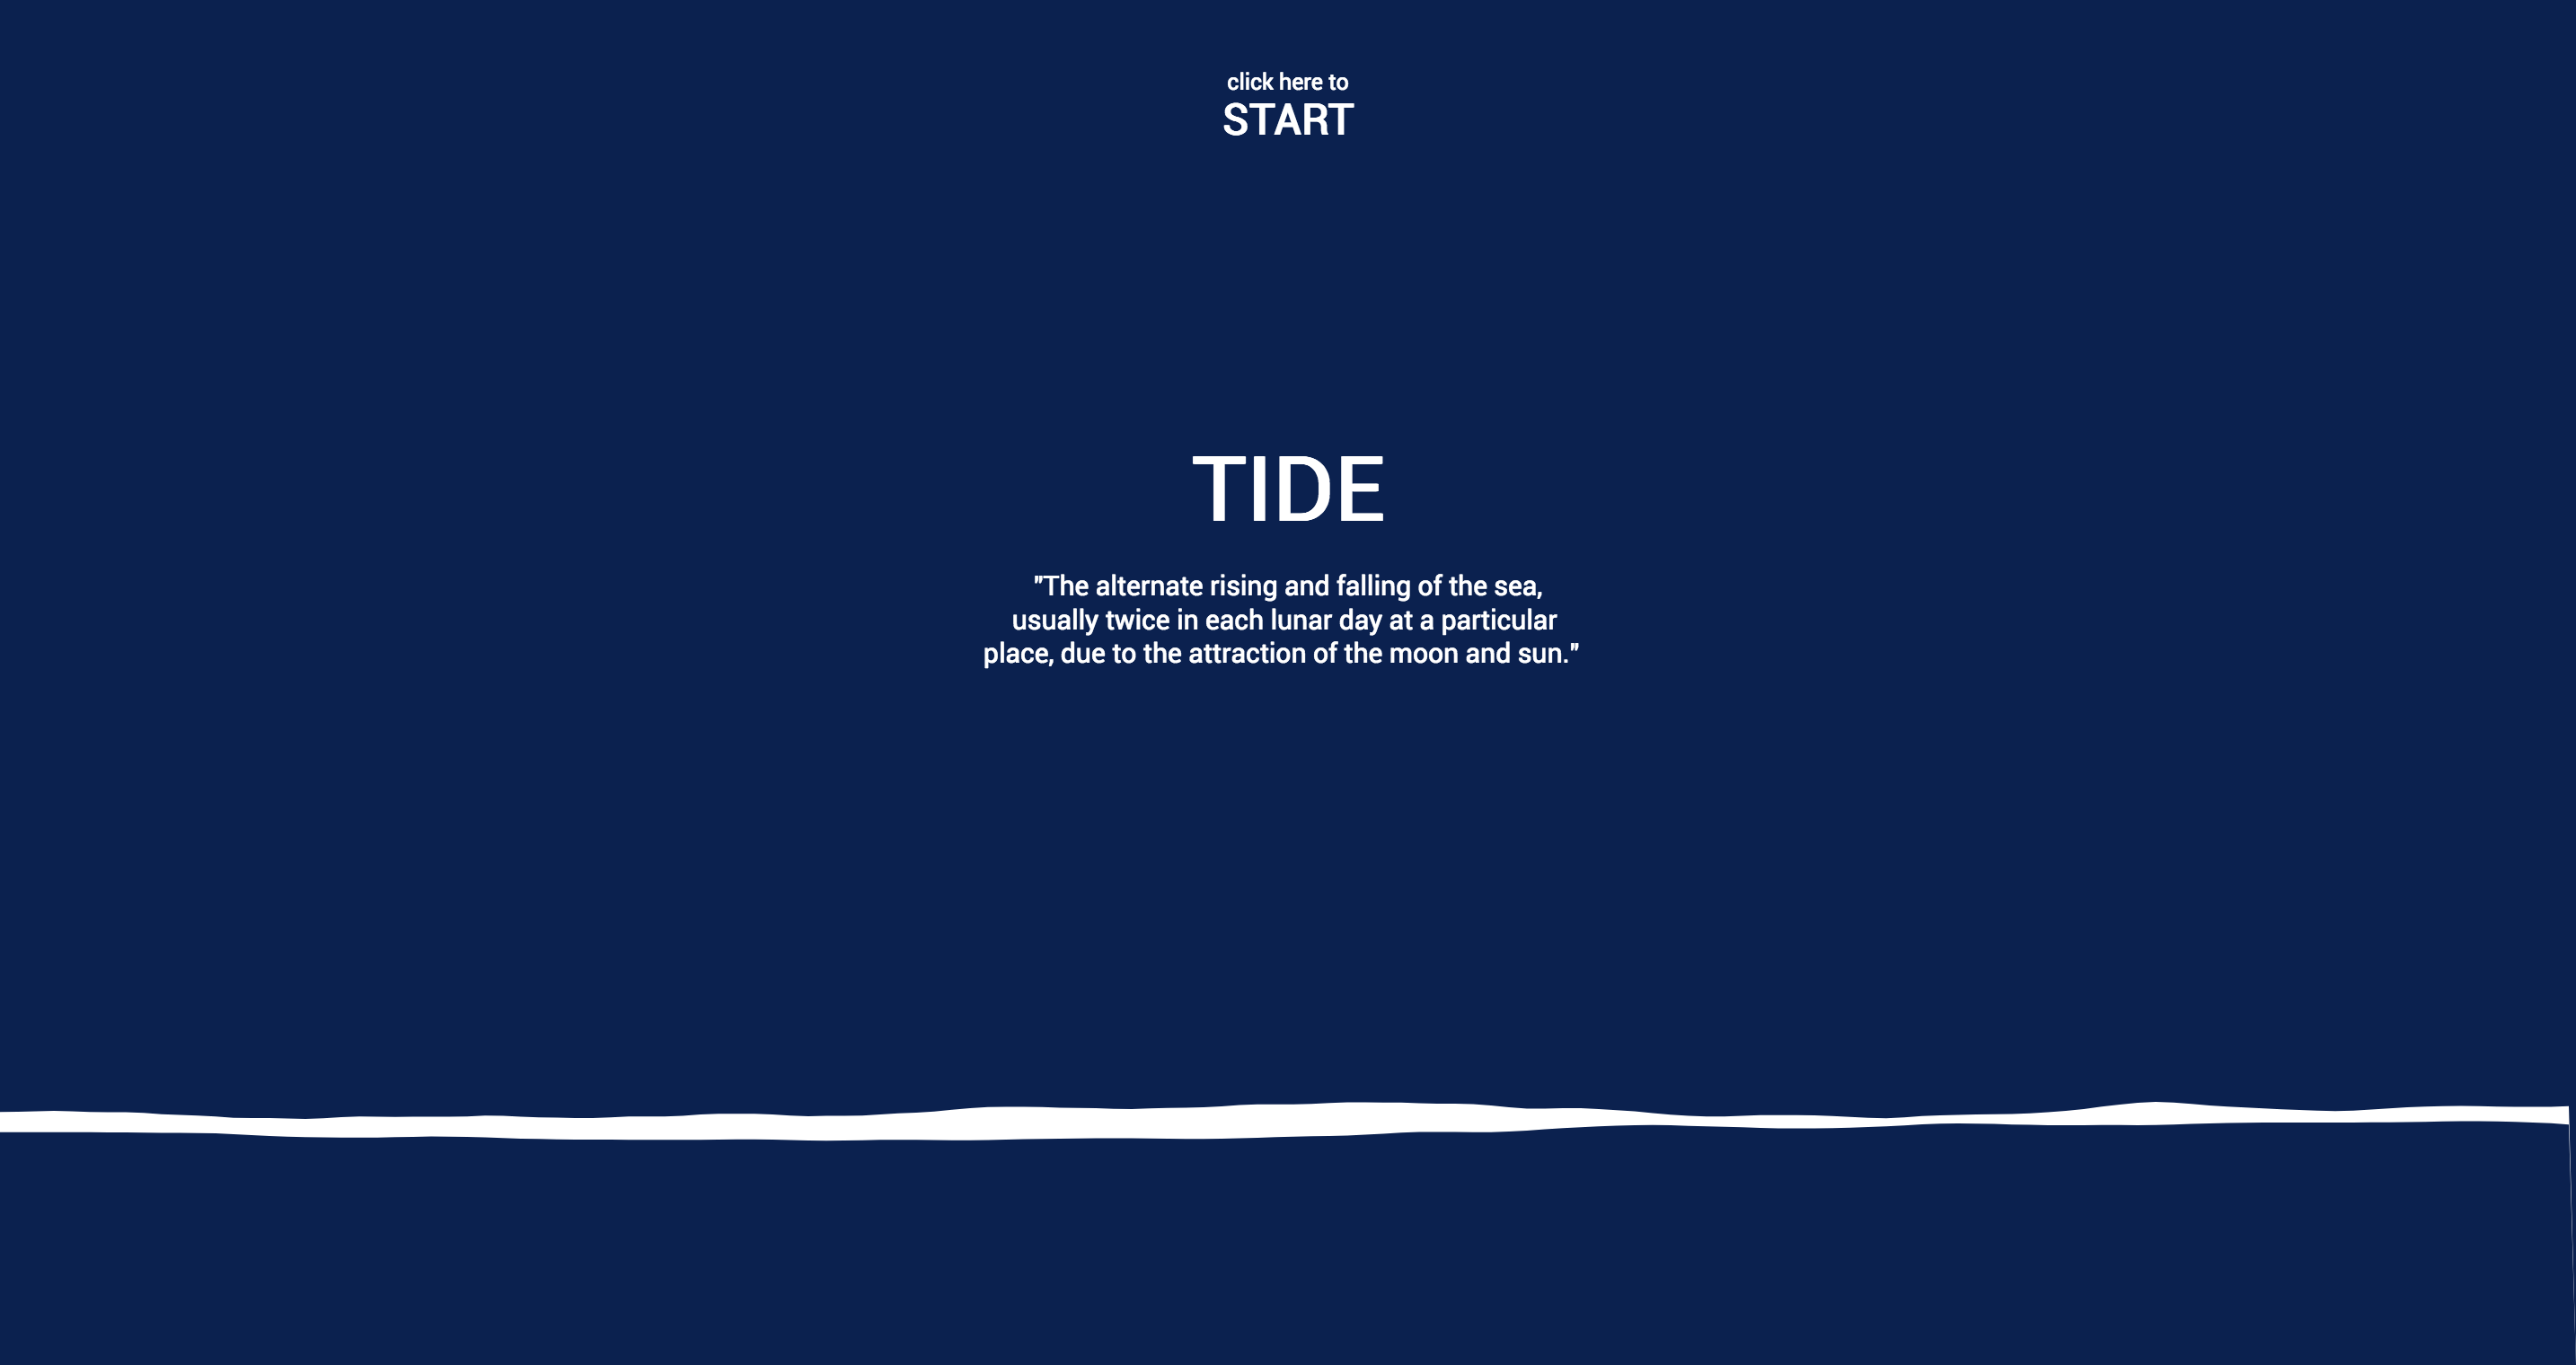 click here to
START
TIDE
"The alternate rising and falling of the sea,
usually twice in each lunar day at a particular
place, due to the attraction of the moon and sun."